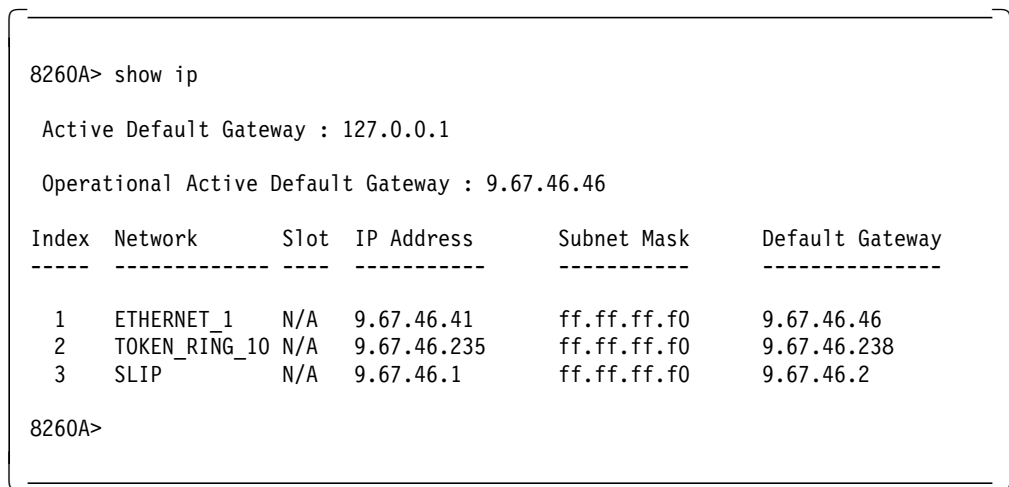 8260A> show ip
Active Default Gateway : 127.0.0.1
Operational Active Default Gateway : 9.67.46.46
Index Network Slot IP Address Subnet Mask Default Gateway
----- ------------- ---- ----------- ----------- ---------------
1 ETHERNET_1 N/A 9.67.46.41 ff.ff.ff.f0 9.67.46.46
2 TOKEN_RING_10 N/A 9.67.46.235 ff.ff.ff.f0 9.67.46.238
3 SLIP N/A 9.67.46.1 ff.ff.ff.f0 9.67.46.2
8260A>